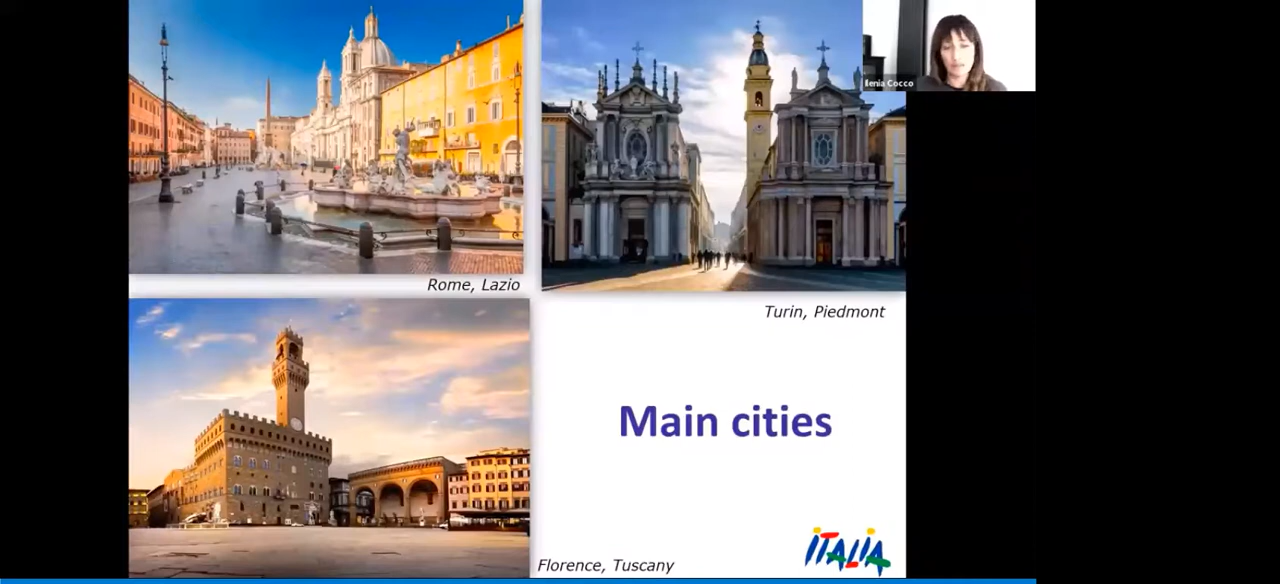 Ilenia Cocco
Rome, Lazio
Turin, Piedmont
Main cities
ITALIA
Florence, Tuscany